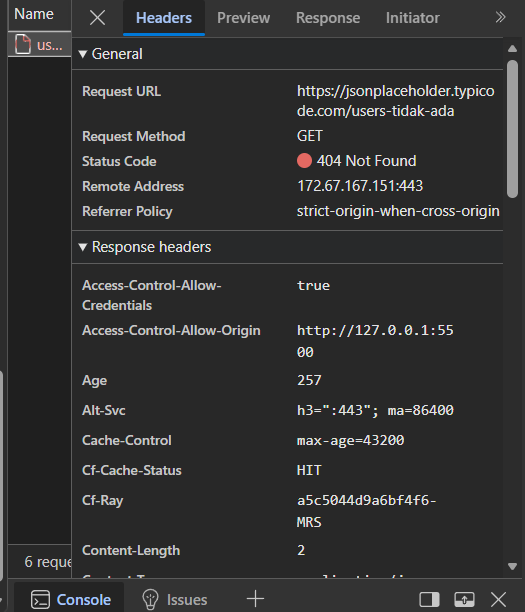 Name
Headers
Preview
Response
Initiator
us...
General
Request URL
https://jsonplaceholder.typico
de.com/users-tidak-ada
Request Method
GET
Status Code
404 Not Found
Remote Address
172.67.167.151:443
Referrer Policy
strict-origin-when-cross-origin
Response headers
Access-Control-Allow-
Credentials
true
Access-Control-Allow-Origin
http://127.0.0.1:55
00
Age
257
Alt-Svc
h3=":443"; ma=86400
Cache-Control
max-age=43200
Cf-Cache-Status
HIT
Cf-Ray
a5c5044d9a6bf4f6-
MRS
Content-Length
2
6 reque
Console
Issues